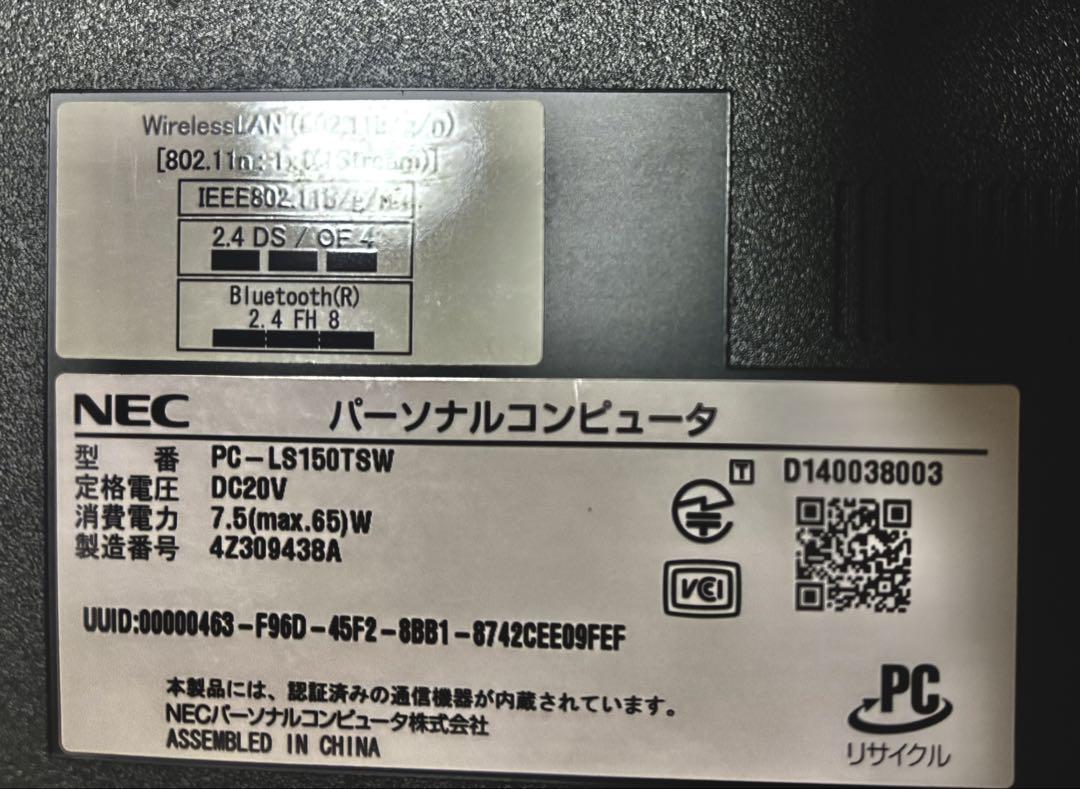 WirelessLAN (802.11b/g/n)
IEEE802.11b/g/n
2.4 DS / OF 4
Bluetooth(R)
2.4 FH 8
NEC パーソナルコンピュータ
型 番 PC-LS150TSW
定格電圧 DC20V
消費電力 7.5(max.65)W
製造番号 4Z309438A
T D140038003
VCCI
UUID:00000463-F96D-45F2-8BB1-8742CEE09FEF
本製品には、認証済みの通信機器が内蔵されています。
NECパーソナルコンピュータ株式会社
ASSEMBLED IN CHINA
PC
リサイクル